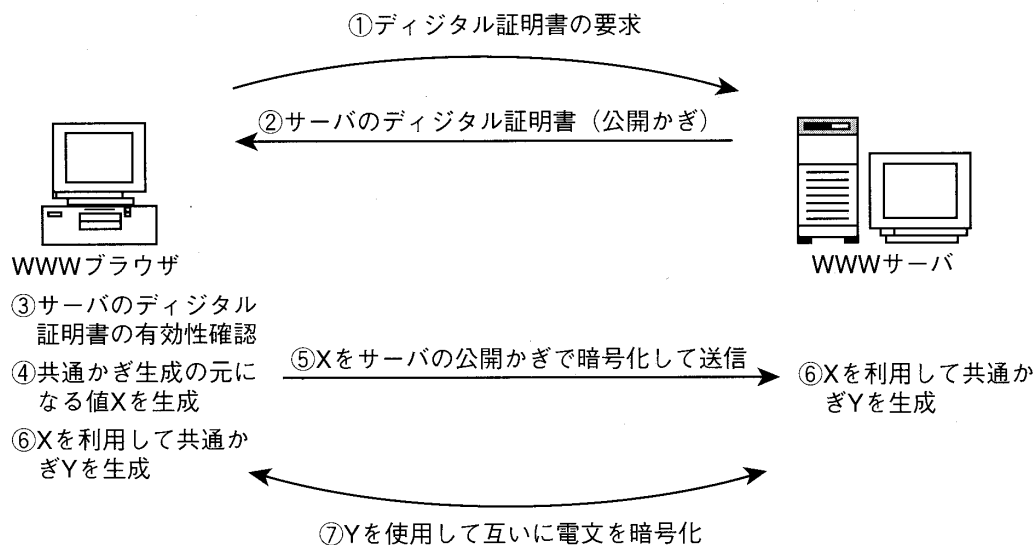 ①ディジタル証明書の要求
②サーバのディジタル証明書（公開かぎ）
WWWブラウザ
WWWサーバ
③サーバのディジタル
証明書の有効性確認
④共通かぎ生成の元に
なる値Xを生成
⑤Xをサーバの公開かぎで暗号化して送信
⑥Xを利用して共通か
ぎYを生成
⑥Xを利用して共通か
ぎYを生成
⑦Yを使用して互いに電文を暗号化